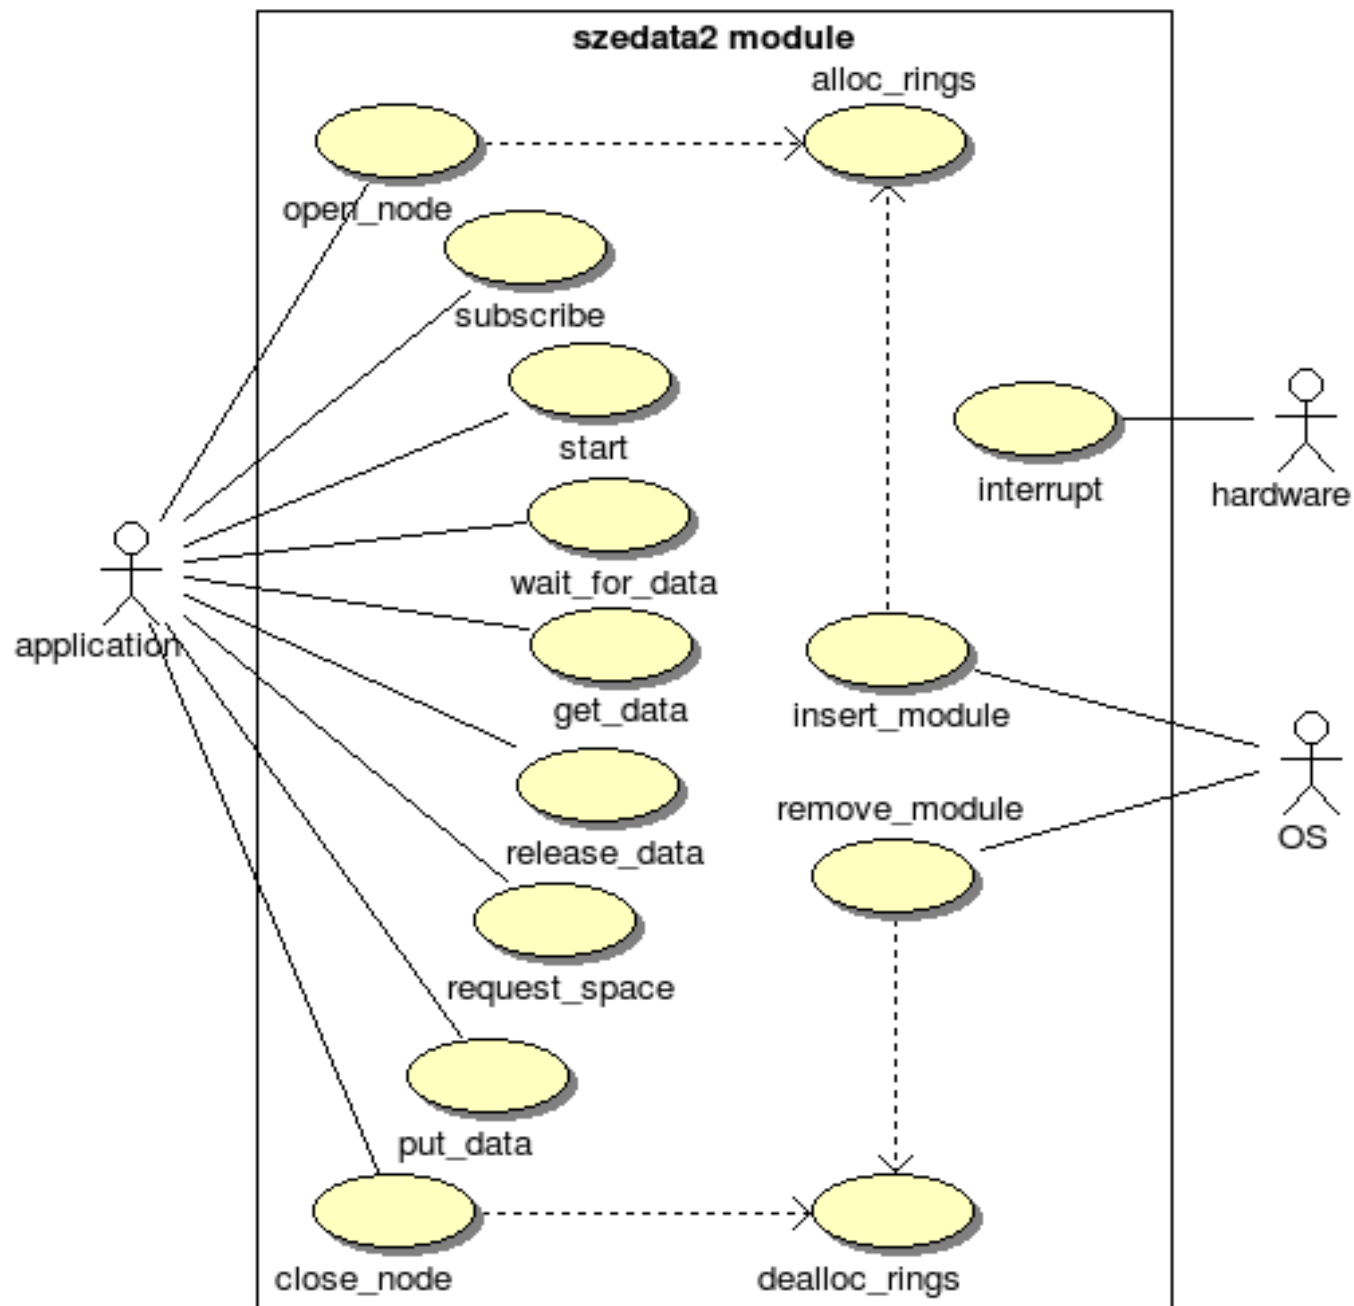 szedata2 module
alloc_rings
open_node
subscribe
start
interrupt
hardware
wait_for_data
application
get_data
insert_module
remove_module
OS
release_data
request_space
put_data
close_node
dealloc_rings